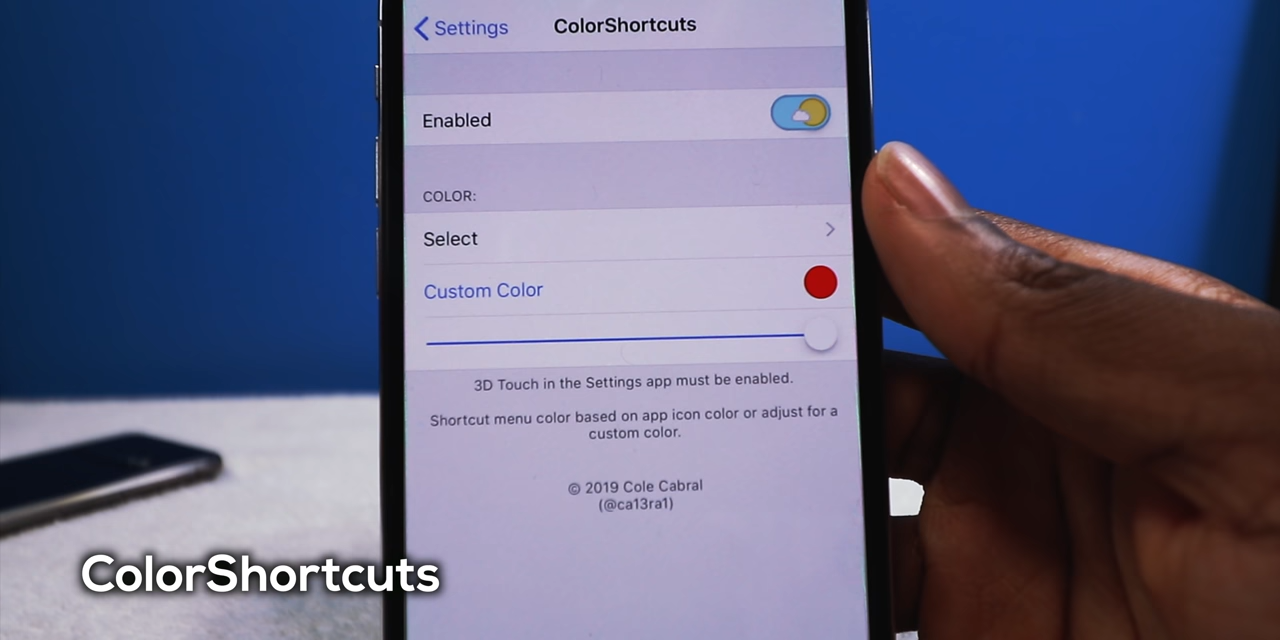 Settings
ColorShortcuts
Enabled
COLOR:
Select
Custom Color
3D Touch in the Settings app must be enabled.
Shortcut menu color based on app icon color or adjust for a
custom color.
© 2019 Cole Cabral
(@ca13ra1)
ColorShortcuts